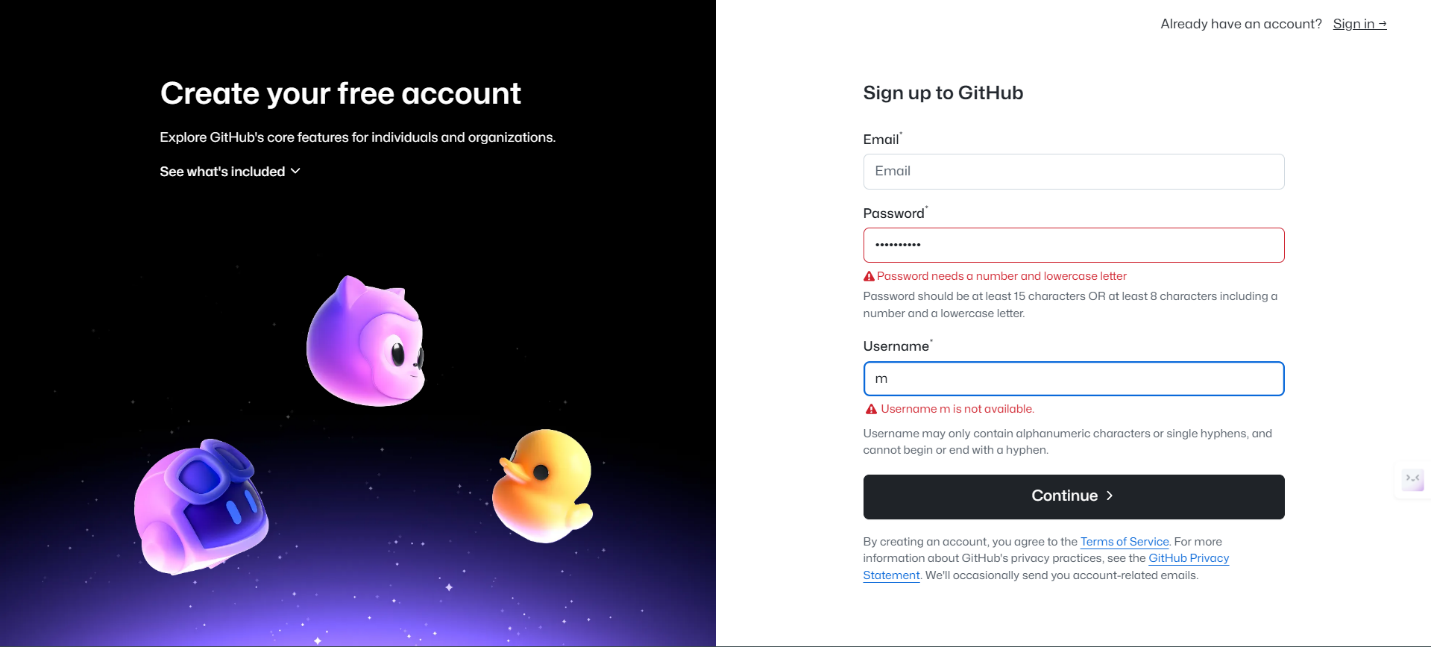 Already have an account? Sign in →
Create your free account
Explore GitHub's core features for individuals and organizations.
See what's included
Sign up to GitHub
Email*
Email
Password*
••••••••••
Password needs a number and lowercase letter
Password should be at least 15 characters OR at least 8 characters including a
number and a lowercase letter.
Username*
m
Username m is not available.
Username may only contain alphanumeric characters or single hyphens, and
cannot begin or end with a hyphen.
Continue
By creating an account, you agree to the Terms of Service. For more
information about GitHub's privacy practices, see the GitHub Privacy
Statement. We'll occasionally send you account-related emails.